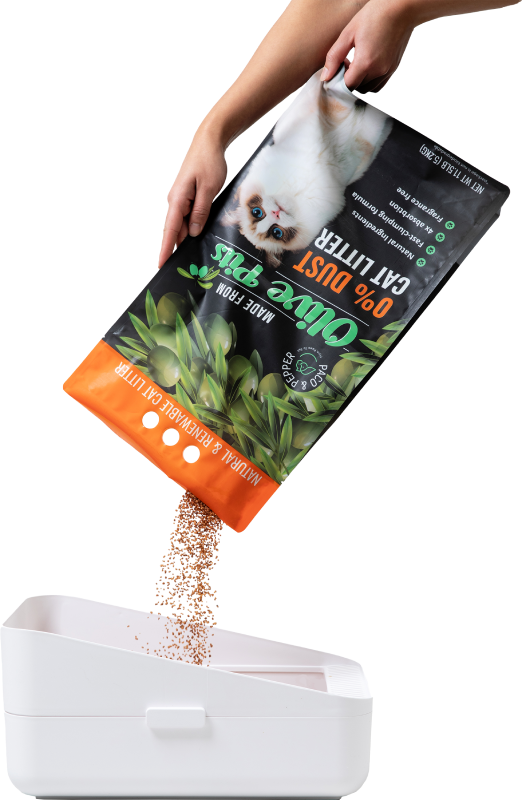 NATURAL & RENEWABLE CAT LITTER
PACO & PEPPER
MADE FROM
Olive Pits
0% DUST
CAT LITTER
Natural ingredients
Fast-clumping formula
4x absorption
Fragrance free
NET WT 11.5LB (5.2KG)